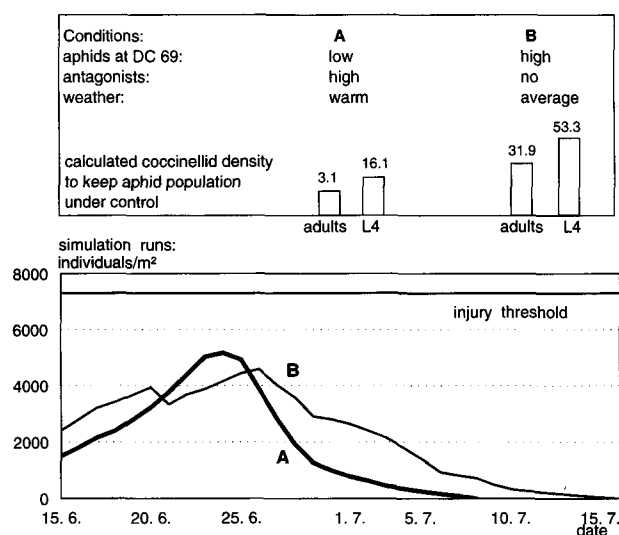 Conditions: A B
aphids at DC 69: low high
antagonists: high no
weather: warm average
53.3
31.9
calculated coccinellid density
16.1
to keep aphid population
3.1
under control
adults L4 adults L4
simulation runs:
individuals/m²
8000
injury threshold
6000
B
4000
2000
A
0
15. 6. 20. 6. 25. 6. 1. 7. 5. 7. 10. 7. 15. 7.
date